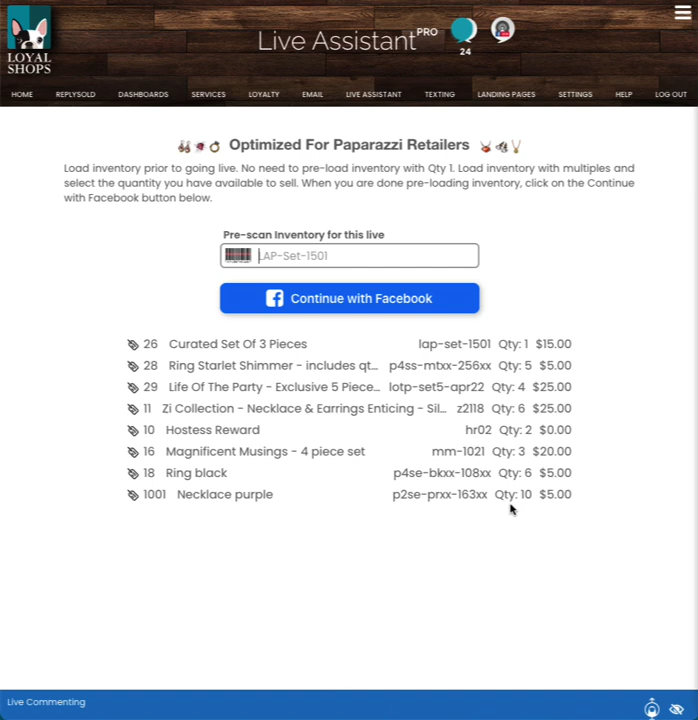 LOYAL
SHOPS
Live Assistant PRO
24
HOME REPLYSOLD DASHBOARDS SERVICES LOYALTY EMAIL LIVE ASSISTANT TEXTING LANDING PAGES SETTINGS HELP LOG OUT
Optimized For Paparazzi Retailers
Load inventory prior to going live. No need to pre-load inventory with Qty 1. Load inventory with multiples and
select the quantity you have available to sell. When you are done pre-loading inventory, click on the Continue
with Facebook button below.
Pre-scan Inventory for this live
LAP-Set-1501
Continue with Facebook
26 Curated Set Of 3 Pieces lap-set-1501 Qty: 1 $15.00
28 Ring Starlet Shimmer - includes qt... p4ss-mtxx-256xx Qty: 5 $5.00
29 Life Of The Party - Exclusive 5 Piece... lotp-set5-apr22 Qty: 4 $25.00
11 Zi Collection - Necklace & Earrings Enticing - Sil... z2118 Qty: 6 $25.00
10 Hostess Reward hr02 Qty: 2 $0.00
16 Magnificent Musings - 4 piece set mm-1021 Qty: 3 $20.00
18 Ring black p4se-bkxx-108xx Qty: 6 $5.00
1001 Necklace purple p2se-prxx-163xx Qty: 10 $5.00
Live Commenting